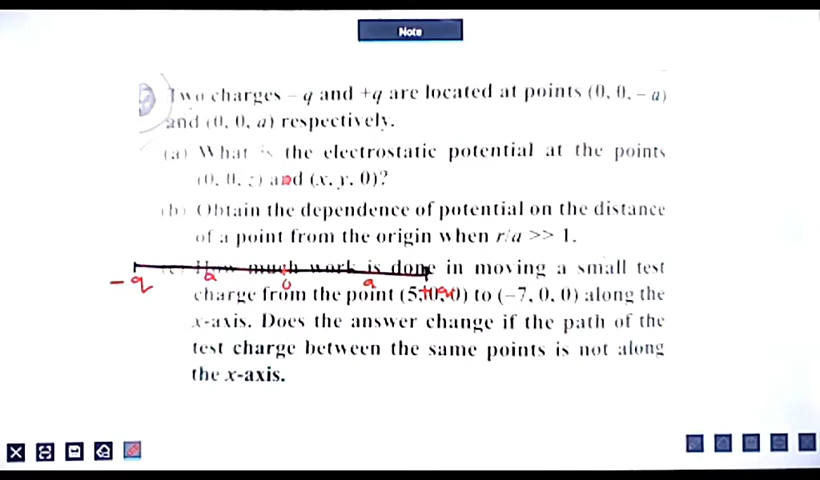 Note
Two charges – q and +q are located at points (0, 0, – a)
and (0, 0, a) respectively.
(a) What is the electrostatic potential at the points
(0, 0, z) and (x, y, 0)?
(b) Obtain the dependence of potential on the distance
of a point from the origin when r/a >> 1.
(c) How much work is done in moving a small test
- q a 0 a +q
charge from the point (5, 0, 0) to (–7, 0, 0) along the
x-axis. Does the answer change if the path of the
test charge between the same points is not along
the x-axis.